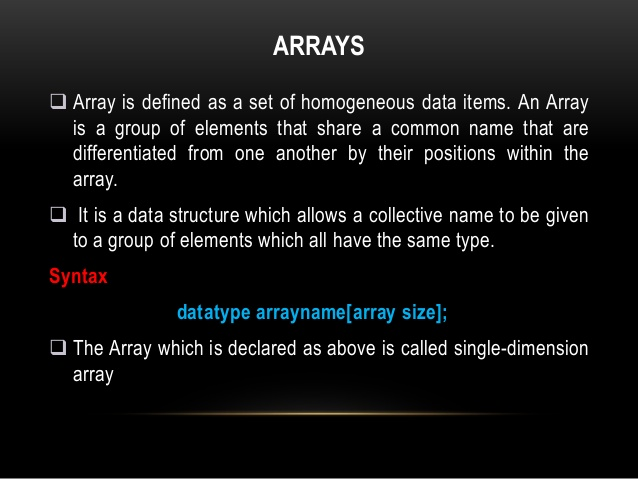 ARRAYS
❑ Array is defined as a set of homogeneous data items. An Array
is a group of elements that share a common name that are
differentiated from one another by their positions within the
array.
❑ It is a data structure which allows a collective name to be given
to a group of elements which all have the same type.
Syntax
datatype arrayname[array size];
❑ The Array which is declared as above is called single-dimension
array